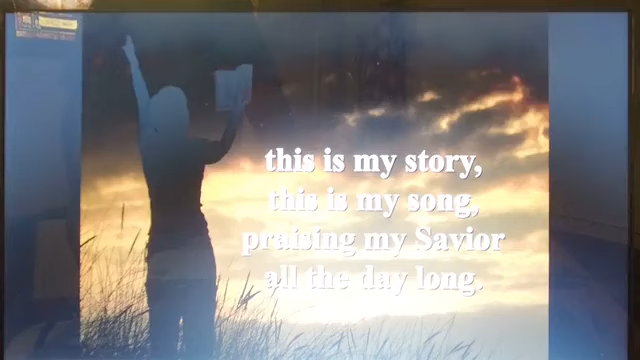 this is my story,
this is my song,
praising my Savior
all the day long.